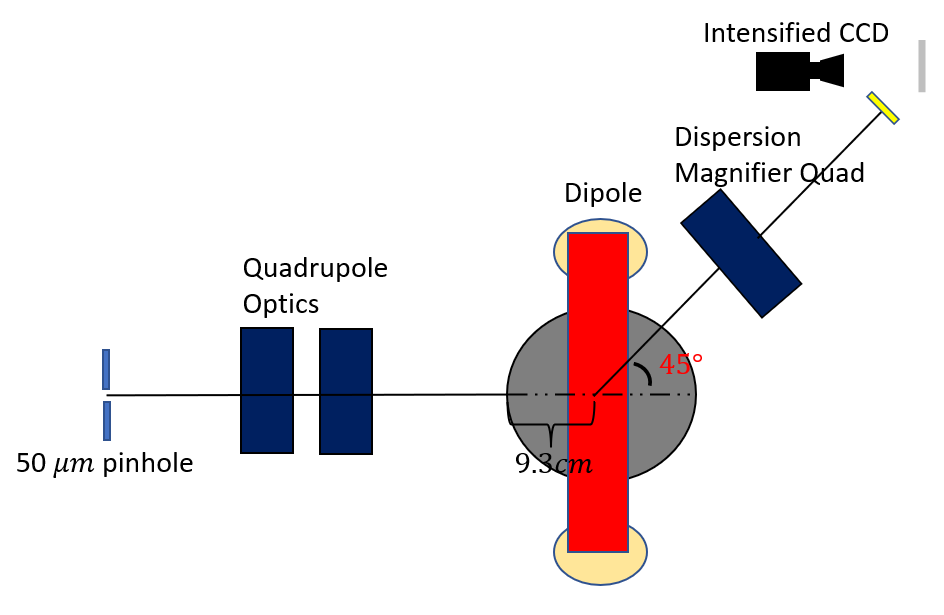 Intensified CCD
Dispersion
Magnifier Quad
Dipole
Quadrupole
Optics
45°
50 𝜇𝑚 pinhole
9.3𝑐𝑚